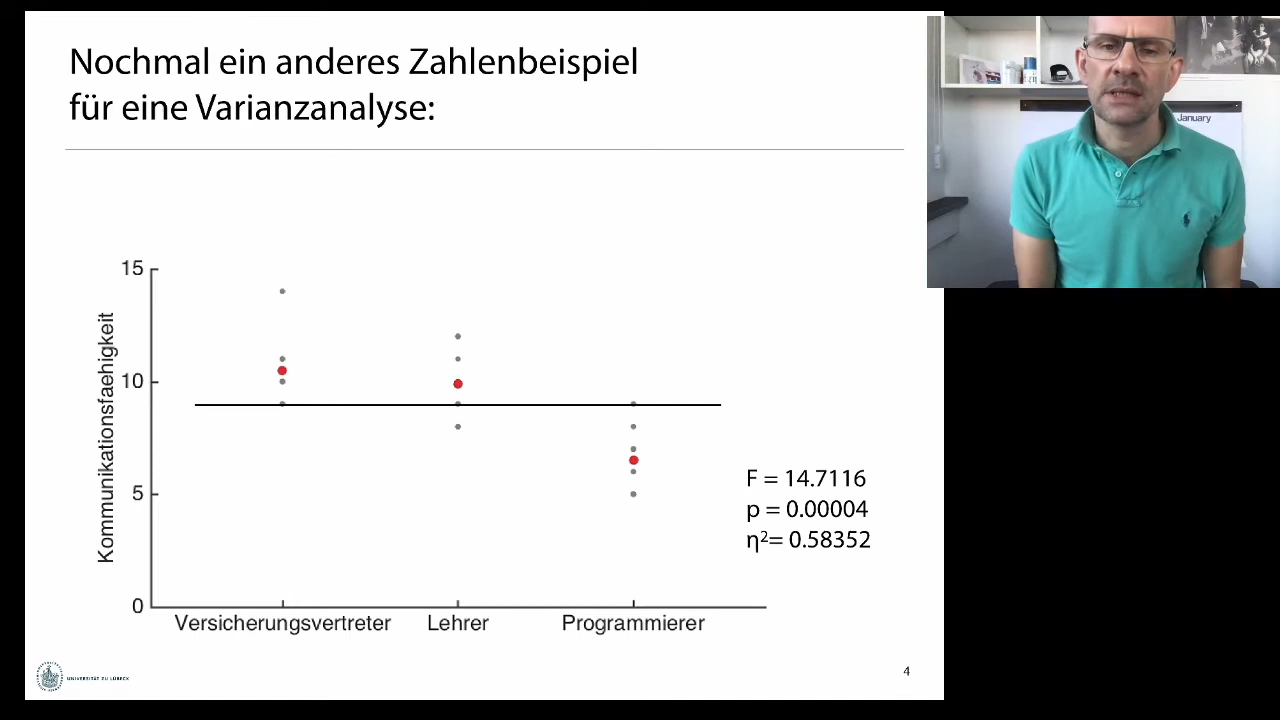 Nochmal ein anderes Zahlenbeispiel
für eine Varianzanalyse:
January
15
10
5
0
Kommunikationsfaehigkeit
F = 14.7116
p = 0.00004
η²= 0.58352
Versicherungsvertreter Lehrer Programmierer
UNIVERSITÄT ZU LÜBECK
4